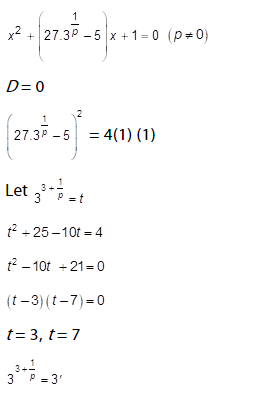 x² + (27.3^(1/p) – 5) x + 1 = 0 (p ≠ 0)
D = 0
(27.3^(1/p) – 5)² = 4(1) (1)
Let 3^(3 + 1/p) = t
t² + 25 – 10t = 4
t² – 10t + 21 = 0
(t – 3)(t – 7) = 0
t = 3, t = 7
3^(3 + 1/p) = 3′